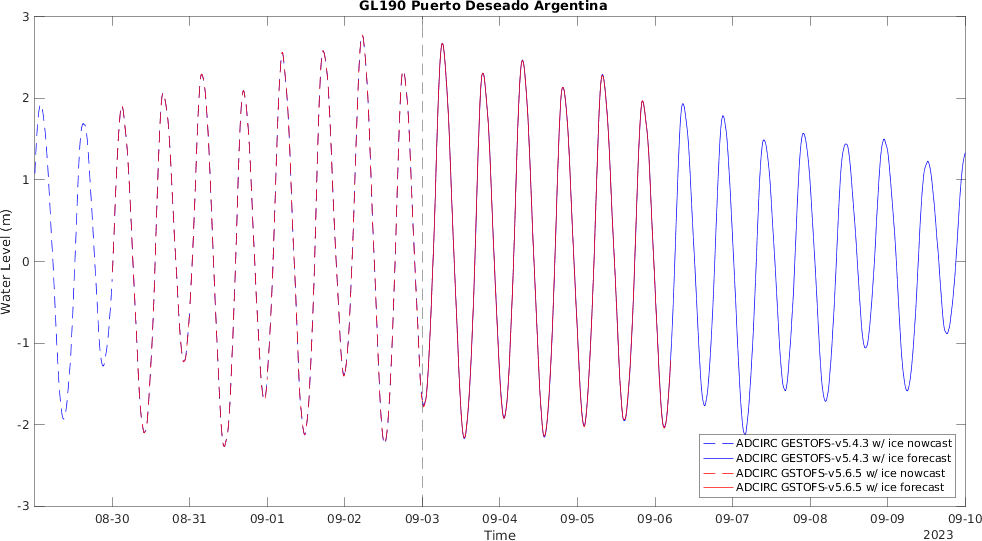 GL190 Puerto Deseado Argentina
3
2
1
0
-1
-2
-3
Water Level (m)
ADCIRC GESTOFS-v5.4.3 w/ ice nowcast
ADCIRC GESTOFS-v5.4.3 w/ ice forecast
ADCIRC GSTOFS-v5.6.5 w/ ice nowcast
ADCIRC GSTOFS-v5.6.5 w/ ice forecast
08-30 08-31 09-01 09-02 09-03 09-04 09-05 09-06 09-07 09-08 09-09 09-10
Time
2023